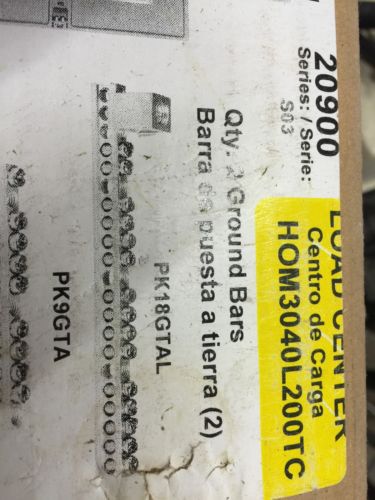 20900
Series: / Serie:
S03
LOAD CENTER
Centro de Carga
HOM3040L200TC
Qty. 2 Ground Bars
Barra de puesta a tierra (2)
PK18GTAL
PK9GTA